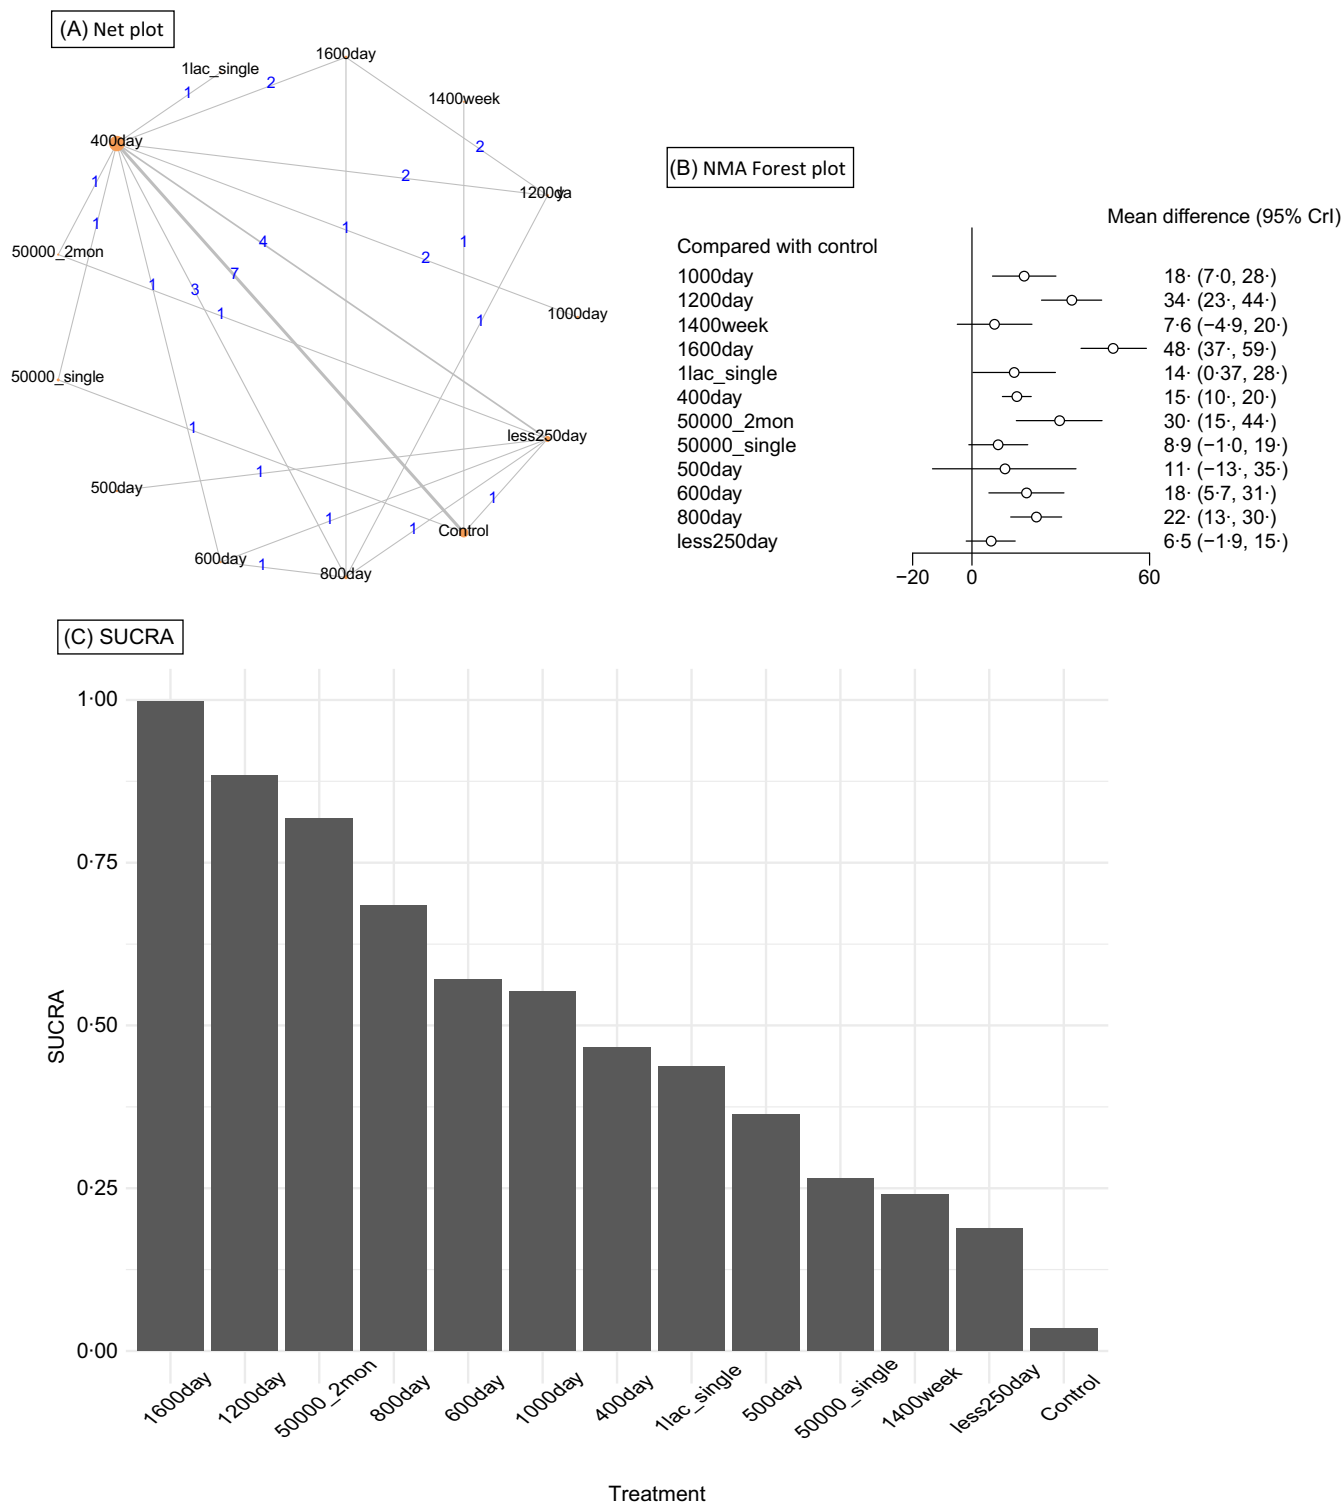 (A) Net plot
1600day
1lac_single
2
1
1400week
400day
2
2
1
1200da
1
4
1
1
50000_2mon
2
7
1
3
1
1000day
1
50000_single
1
less250day
1
500day
1
1
1
Control
600day
1
800day
(B) NMA Forest plot
Mean difference (95% CrI)
Compared with control
1000day 18· (7·0, 28·)
1200day 34· (23·, 44·)
1400week 7·6 (−4·9, 20·)
1600day 48· (37·, 59·)
1lac_single 14· (0·37, 28·)
400day 15· (10·, 20·)
50000_2mon 30· (15·, 44·)
50000_single 8·9 (−1·0, 19·)
500day 11· (−13·, 35·)
600day 18· (5·7, 31·)
800day 22· (13·, 30·)
less250day 6·5 (−1·9, 15·)
−20 0 60
(C) SUCRA
1·00
0·75
0·50
0·25
0·00
SUCRA
1600day
1200day
50000_2mon
800day
600day
1000day
400day
1lac_single
500day
50000_single
1400week
less250day
Control
Treatment